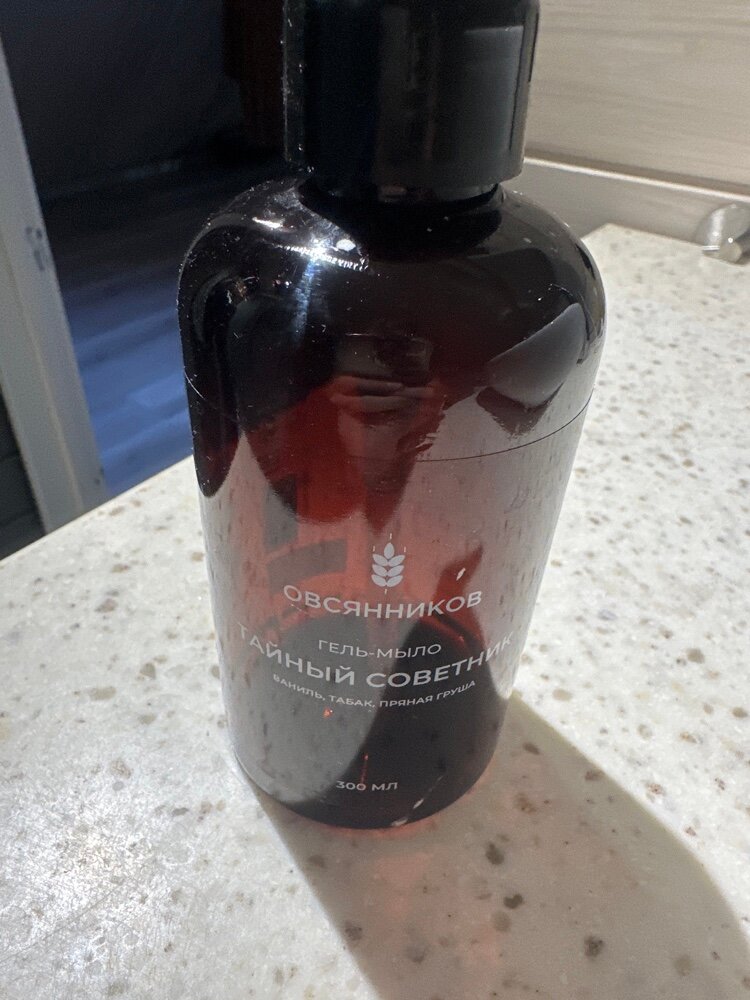 ОВСЯННИКОВ
ГЕЛЬ-МЫЛО
ТАЙНЫЙ СОВЕТНИК
ВАНИЛЬ, ТАБАК, ПРЯНАЯ ГРУША
300 МЛ